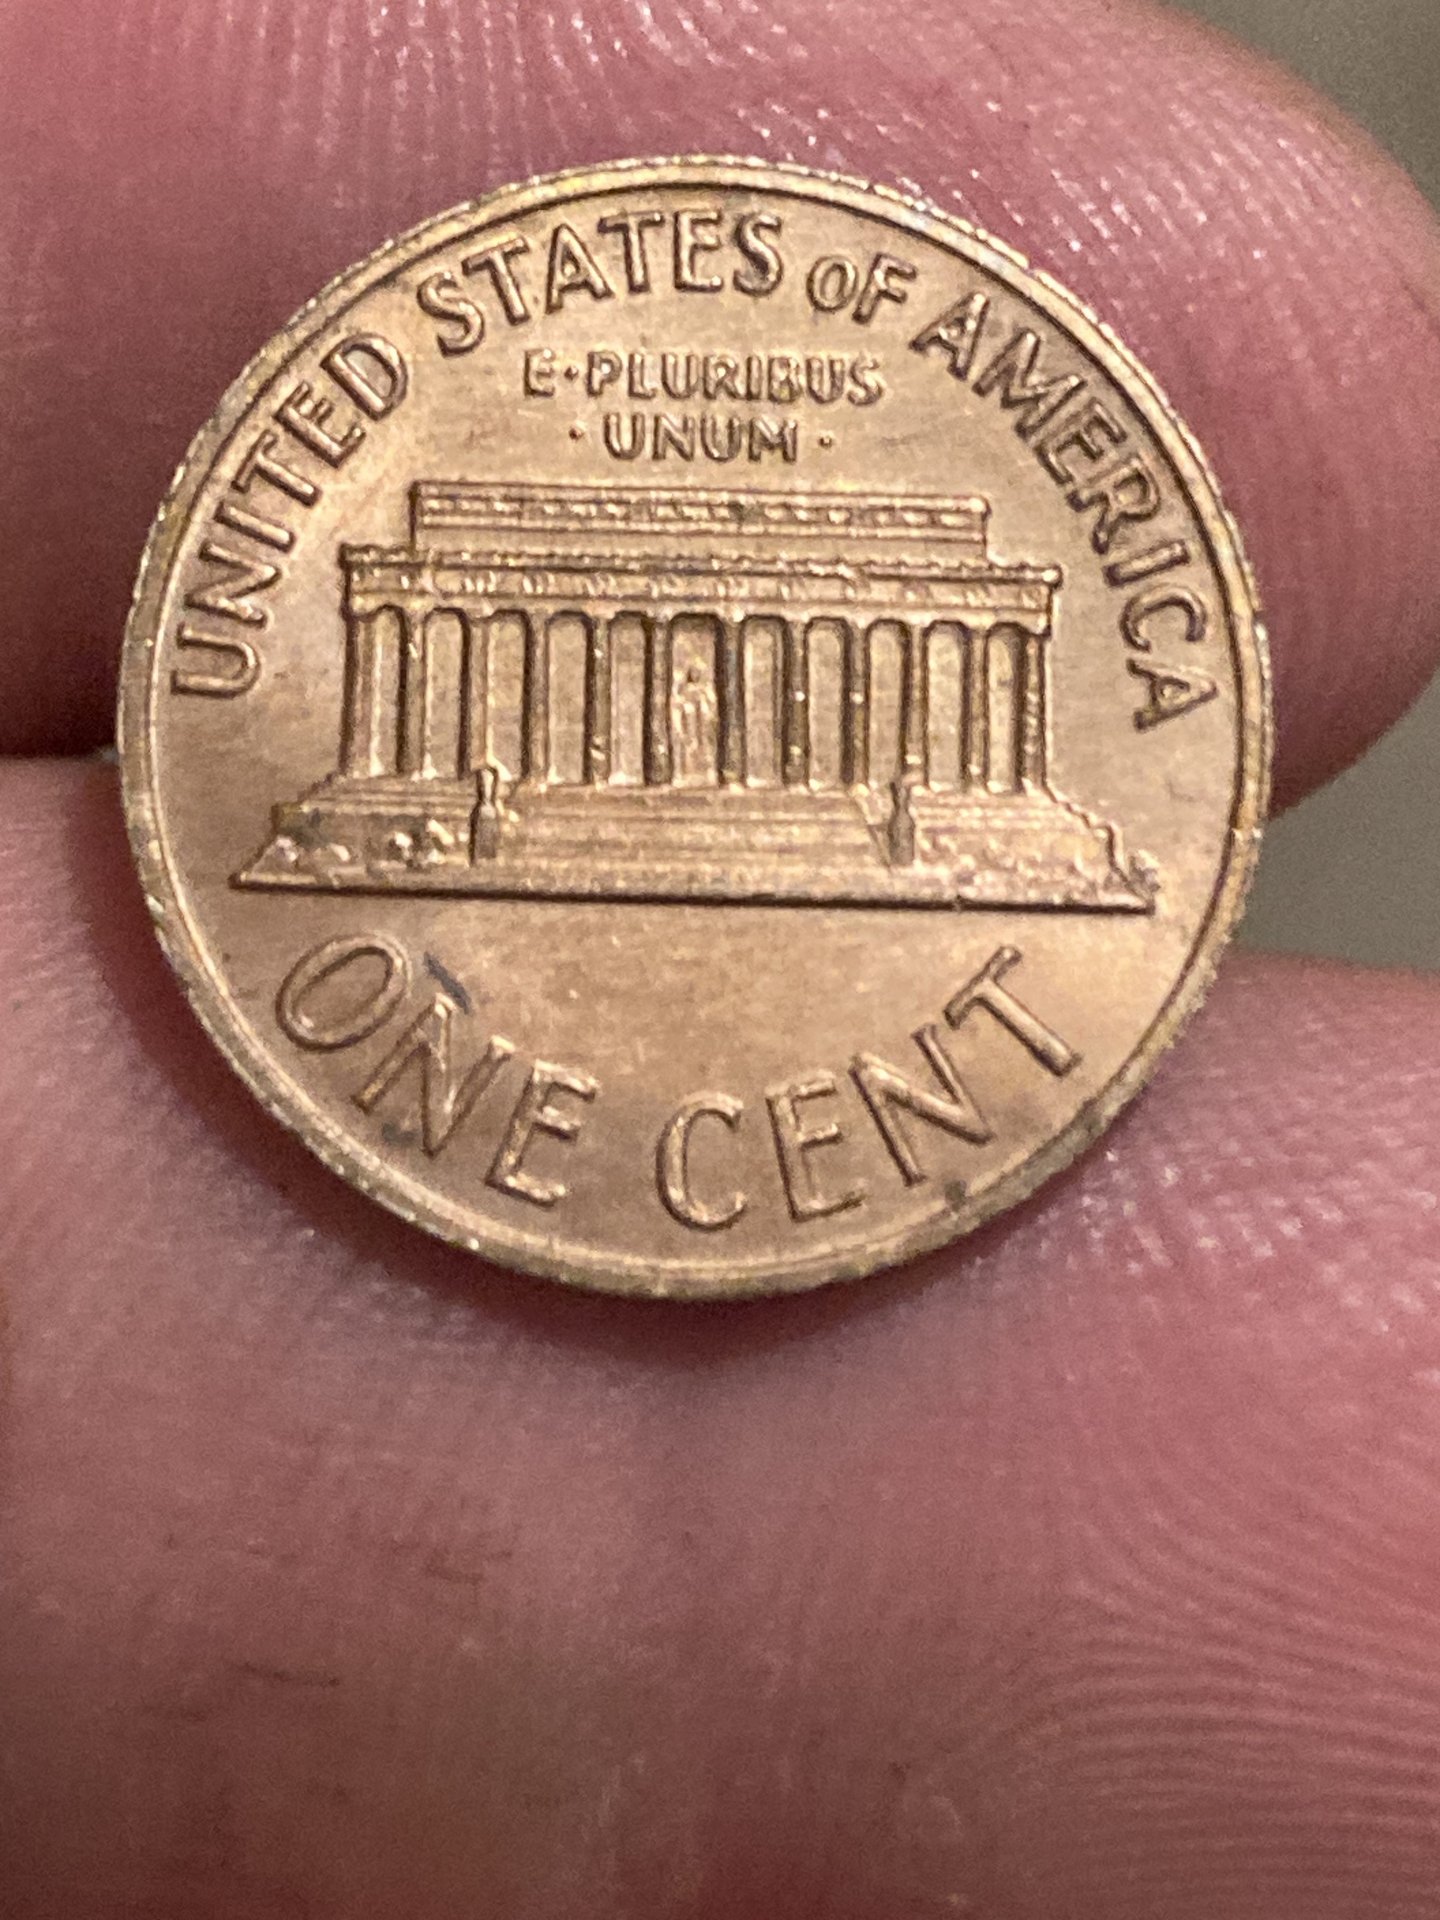 UNITED STATES OF AMERICA
E·PLURIBUS
·UNUM·
ONE CENT